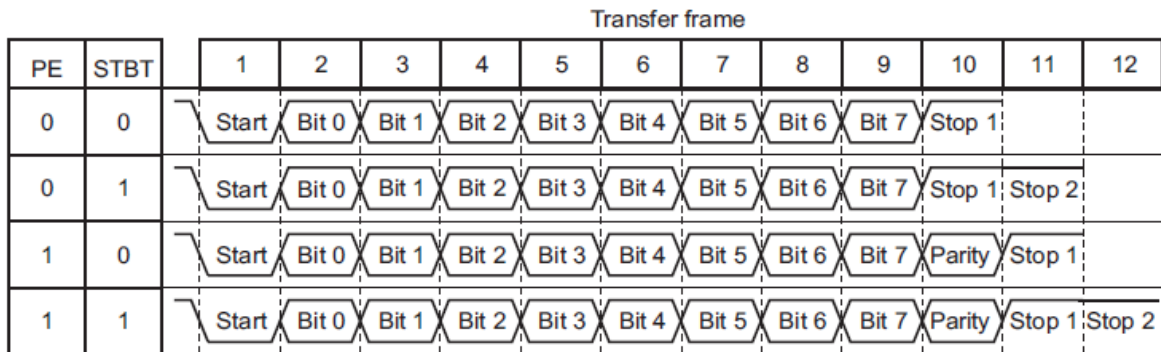 Transfer frame
PE STBT 1 2 3 4 5 6 7 8 9 10 11 12
0 0 Start Bit 0 Bit 1 Bit 2 Bit 3 Bit 4 Bit 5 Bit 6 Bit 7 Stop 1
0 1 Start Bit 0 Bit 1 Bit 2 Bit 3 Bit 4 Bit 5 Bit 6 Bit 7 Stop 1 Stop 2
1 0 Start Bit 0 Bit 1 Bit 2 Bit 3 Bit 4 Bit 5 Bit 6 Bit 7 Parity Stop 1
1 1 Start Bit 0 Bit 1 Bit 2 Bit 3 Bit 4 Bit 5 Bit 6 Bit 7 Parity Stop 1 Stop 2